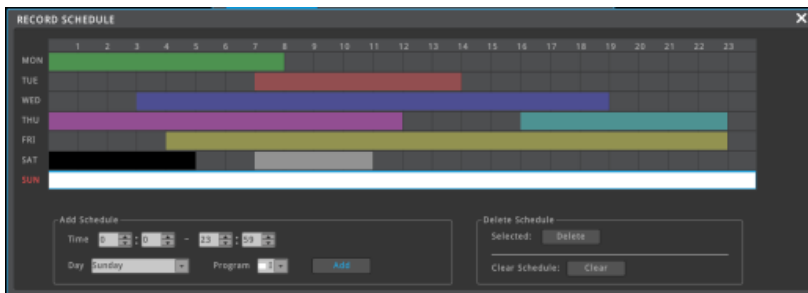 RECORD SCHEDULE X
1 2 3 4 5 6 7 8 9 10 11 12 13 14 15 16 17 18 19 20 21 22 23
MON
TUE
WED
THU
FRI
SAT
SUN
Add Schedule
Time 0 : 0 - 23 : 59
Day Sunday Program Add
Delete Schedule
Selected: Delete
Clear Schedule: Clear